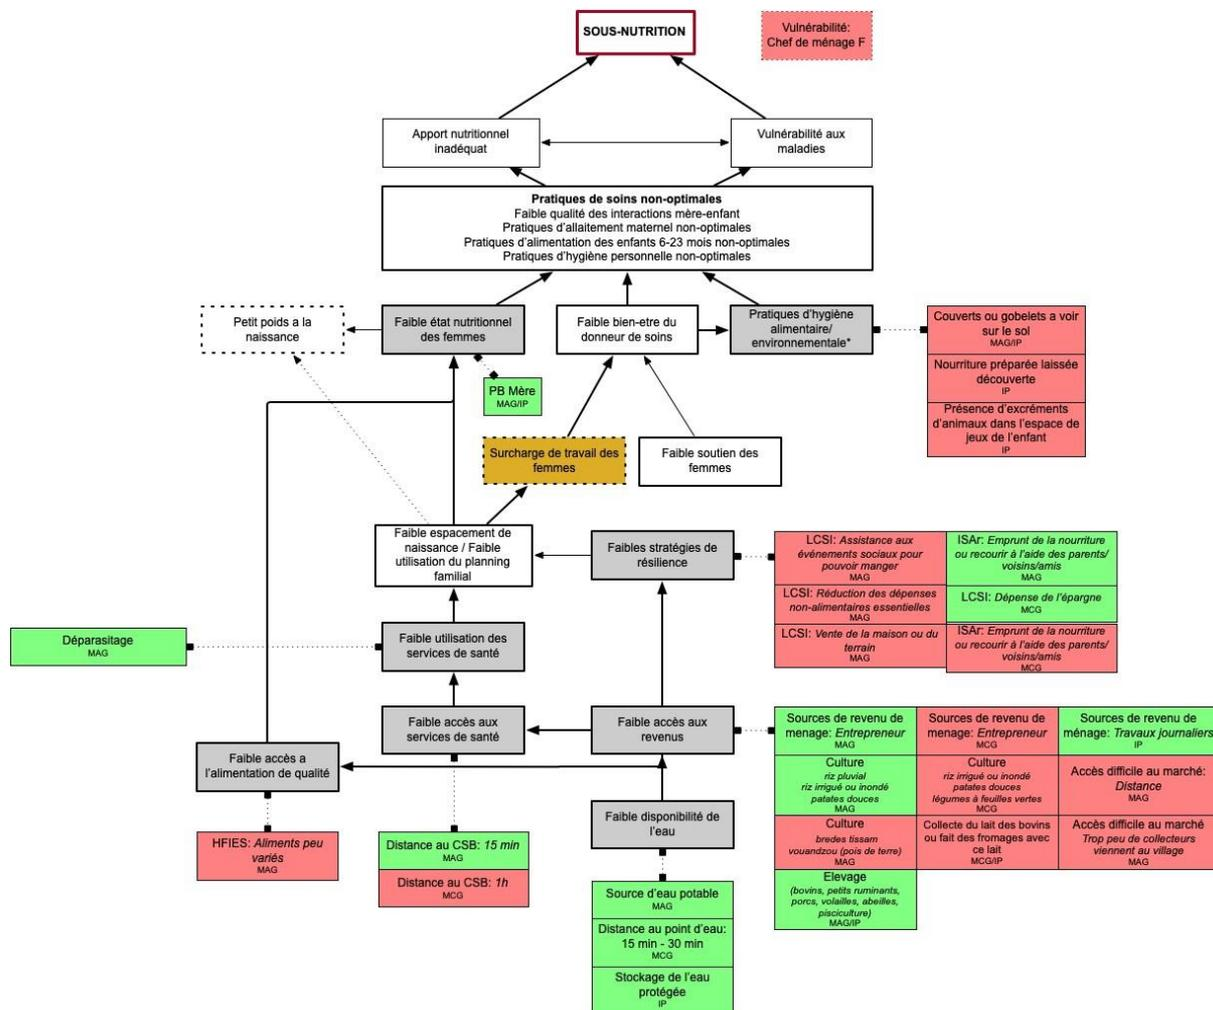 SOUS-NUTRITION
Vulnérabilité:
Chef de ménage F
Apport nutritionnel
inadéquat
Vulnérabilité aux
maladies
Pratiques de soins non-optimales
Faible qualité des interactions mère-enfant
Pratiques d'allaitement maternel non-optimales
Pratiques d'alimentation des enfants 6-23 mois non-optimales
Pratiques d'hygiène personnelle non-optimales
Petit poids a la
naissance
Faible état nutritionnel
des femmes
Faible bien-etre du
donneur de soins
Pratiques d'hygiène
alimentaire/
environnementale*
Couverts ou gobelets a voir
sur le sol
MAG/IP
Nourriture préparée laissée
découverte
IP
Présence d'excréments
d'animaux dans l'espace de
jeux de l'enfant
IP
PB Mère
MAG/IP
Surcharge de travail des
femmes
Faible soutien des
femmes
Faible espacement de
naissance / Faible
utilisation du planning
familial
Faibles stratégies de
résilience
LCSI: Assistance aux
événements sociaux pour
pouvoir manger
MAG
ISAr: Emprunt de la nourriture
ou recourir à l'aide des parents/
voisins/amis
MAG
LCSI: Réduction des dépenses
non-alimentaires essentielles
MAG
LCSI: Dépense de l'épargne
MCG
LCSI: Vente de la maison ou du
terrain
MAG
ISAr: Emprunt de la nourriture
ou recourir à l'aide des parents/
voisins/amis
MCG
Déparasitage
MAG
Faible utilisation des
services de santé
Faible accès aux
services de santé
Faible accès aux
revenus
Sources de revenu de
menage: Entrepreneur
MAG
Sources de revenu de
ménage: Entrepreneur
MCG
Sources de revenu de
ménage: Travaux journaliers
IP
Culture
riz pluvial
riz irrigué ou inondé
patates douces
MAG
Culture
riz irrigué ou inondé
patates douces
légumes à feuilles vertes
MCG
Accès difficile au marché:
Distance
MAG
Culture
bredes tissam
vouandzou (pois de terre)
MAG
Collecte du lait des bovins
ou fait des fromages avec
ce lait
MCG/IP
Accès difficile au marché
Trop peu de collecteurs
viennent au village
MAG
Elevage
(bovins, petits ruminants,
porcs, volailles, abeilles,
pisciculture)
MAG/IP
Faible accès a
l'alimentation de qualité
Faible disponibilité de
l'eau
HFIES: Aliments peu
variés
MAG
Distance au CSB: 15 min
MAG
Distance au CSB: 1h
MCG
Source d'eau potable
MAG
Distance au point d'eau:
15 min - 30 min
MCG
Stockage de l'eau
protégée
IP